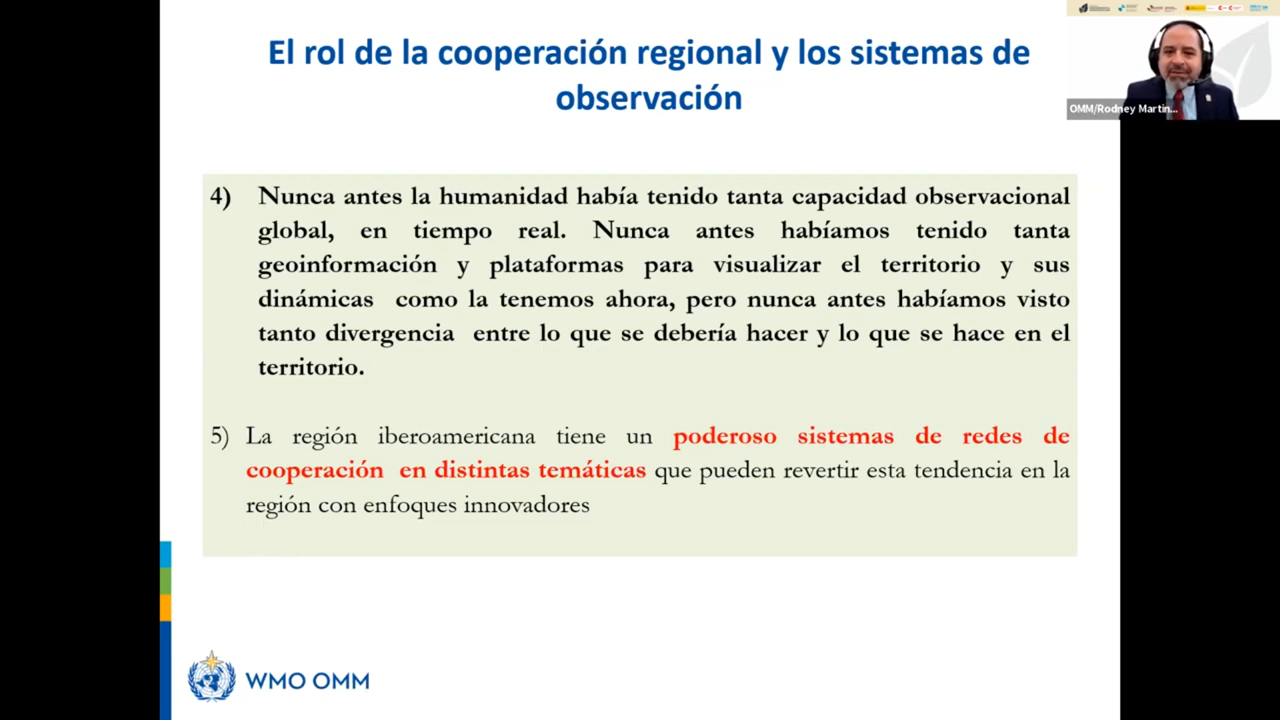 El rol de la cooperación regional y los sistemas de
observación
OMM/Rodney Martin...
4) Nunca antes la humanidad había tenido tanta capacidad observacional
global, en tiempo real. Nunca antes habíamos tenido tanta
geoinformación y plataformas para visualizar el territorio y sus
dinámicas como la tenemos ahora, pero nunca antes habíamos visto
tanto divergencia entre lo que se debería hacer y lo que se hace en el
territorio.
5) La región iberoamericana tiene un poderoso sistemas de redes de
cooperación en distintas temáticas que pueden revertir esta tendencia en la
región con enfoques innovadores
WMO OMM